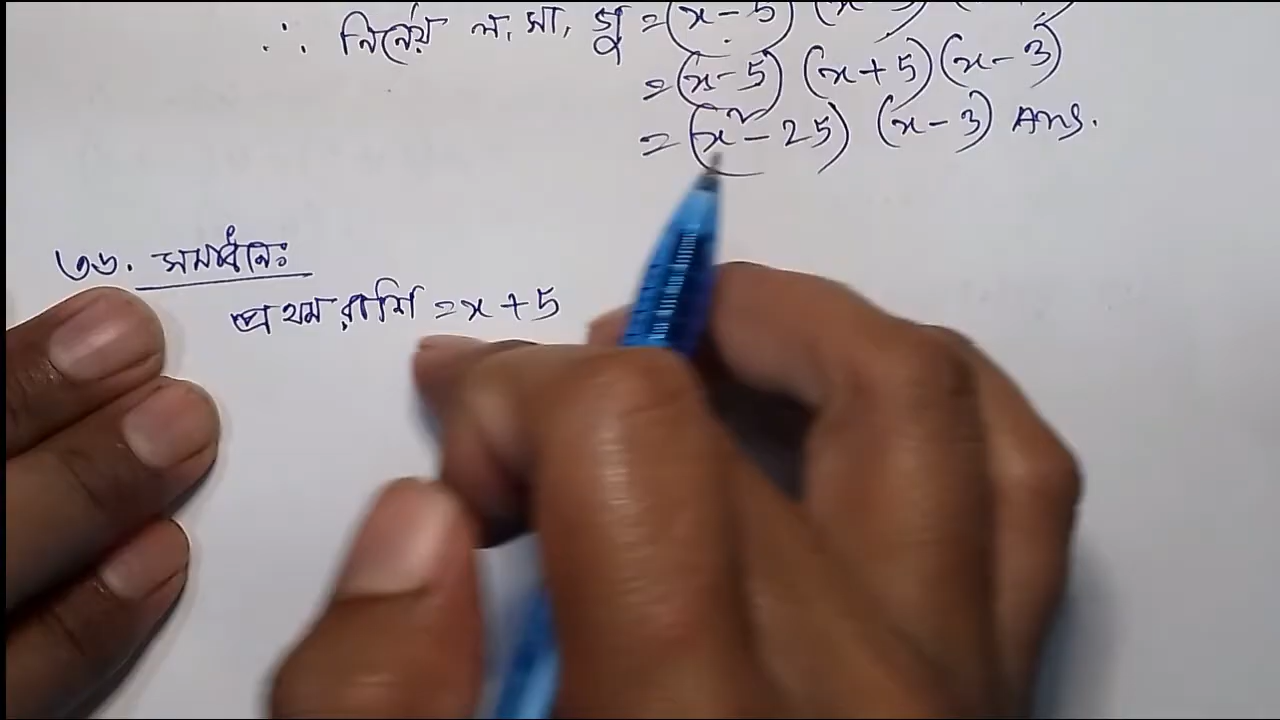 ∴ নির্ণেয় ল, সা, গু = (x-5)
= (x-5) (x+5) (x-3)
= (x²-25) (x-3) Ans.
৩৬. সমাধানঃ
প্রথম রাশি = x+5